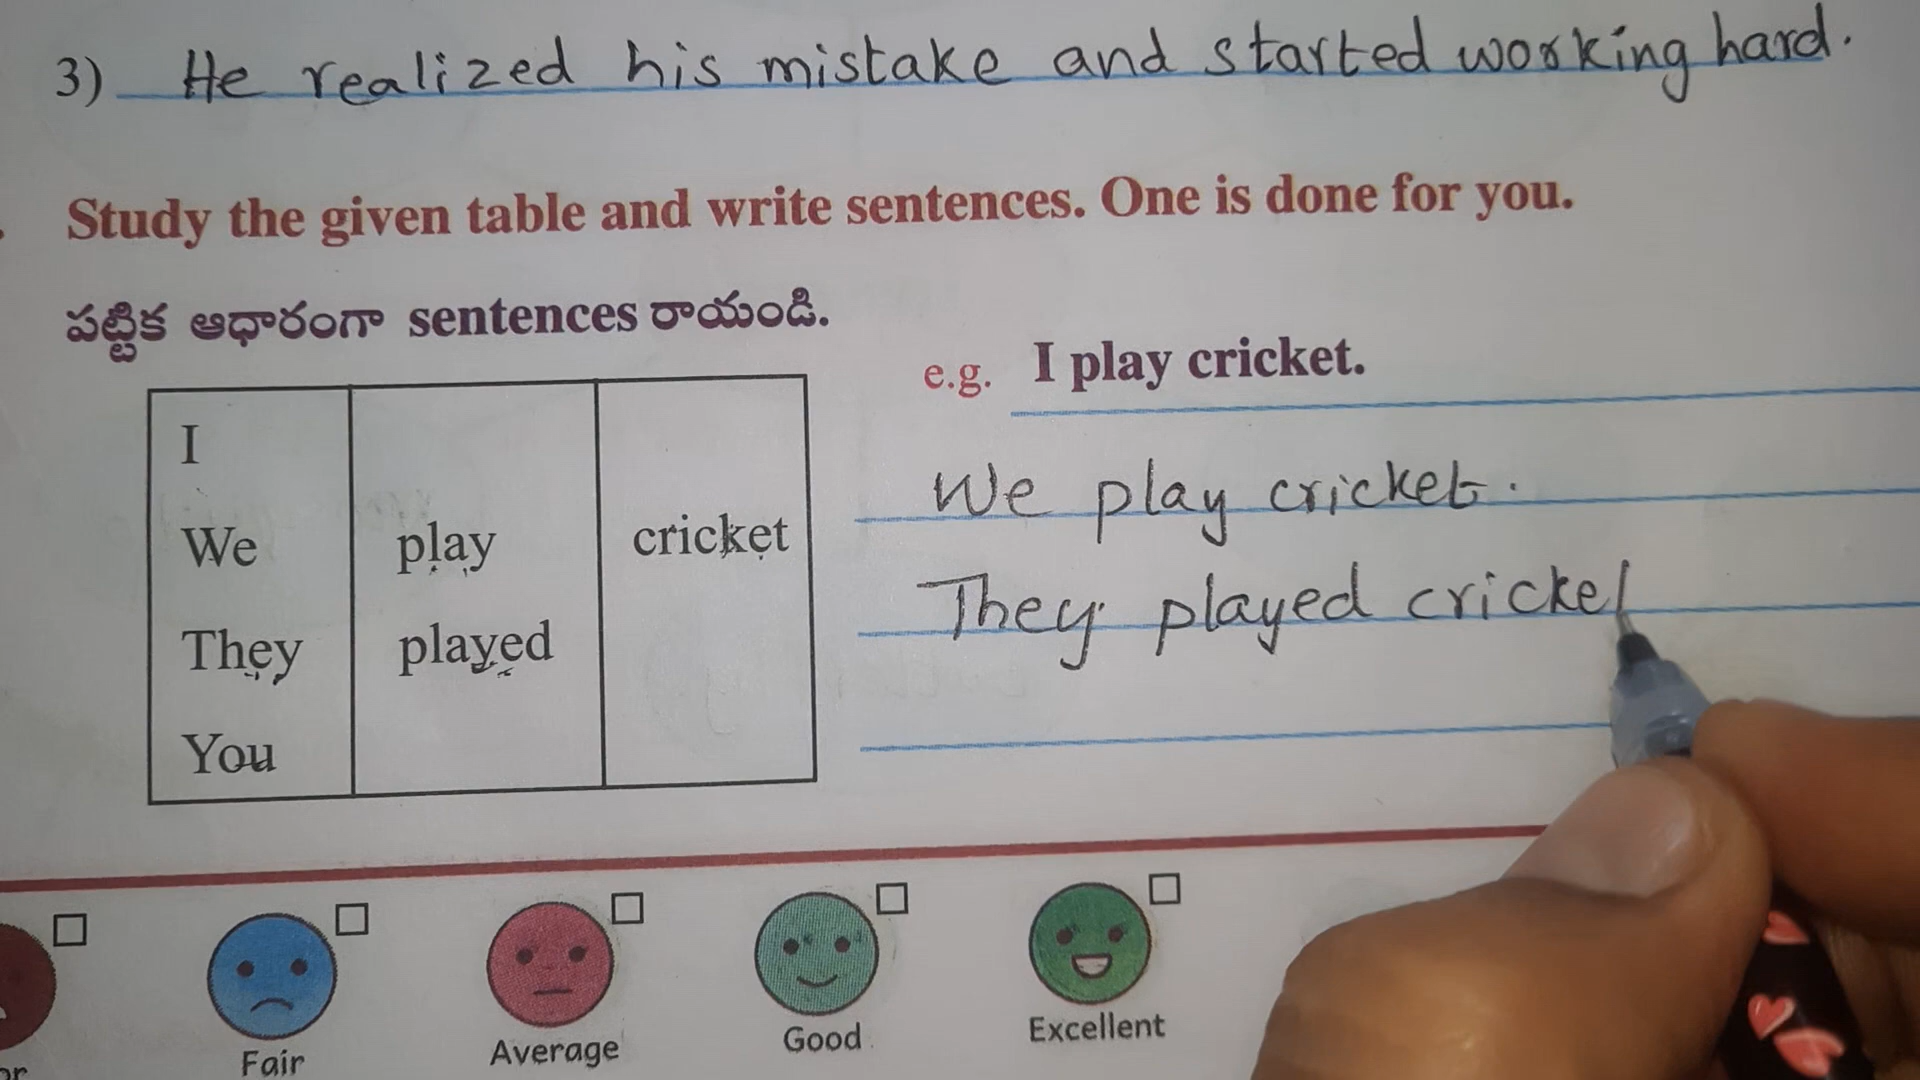 3) He realized his mistake and started working hard.
Study the given table and write sentences. One is done for you.
పట్టిక ఆధారంగా sentences రాయండి.
e.g. I play cricket.
I
We play cricket
They played
You
We play cricket.
They played cricket
Fair
Average
Good
Excellent